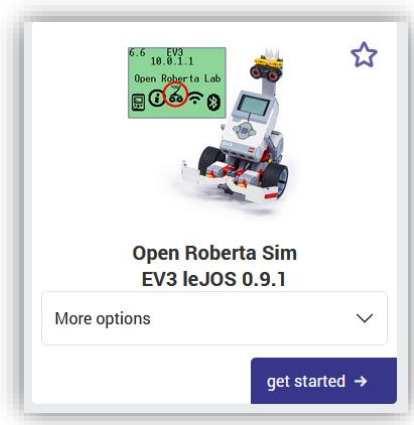 6.6 EV3
10.0.1.1
Open Roberta Lab
Open Roberta Sim
EV3 leJOS 0.9.1
More options
get started →